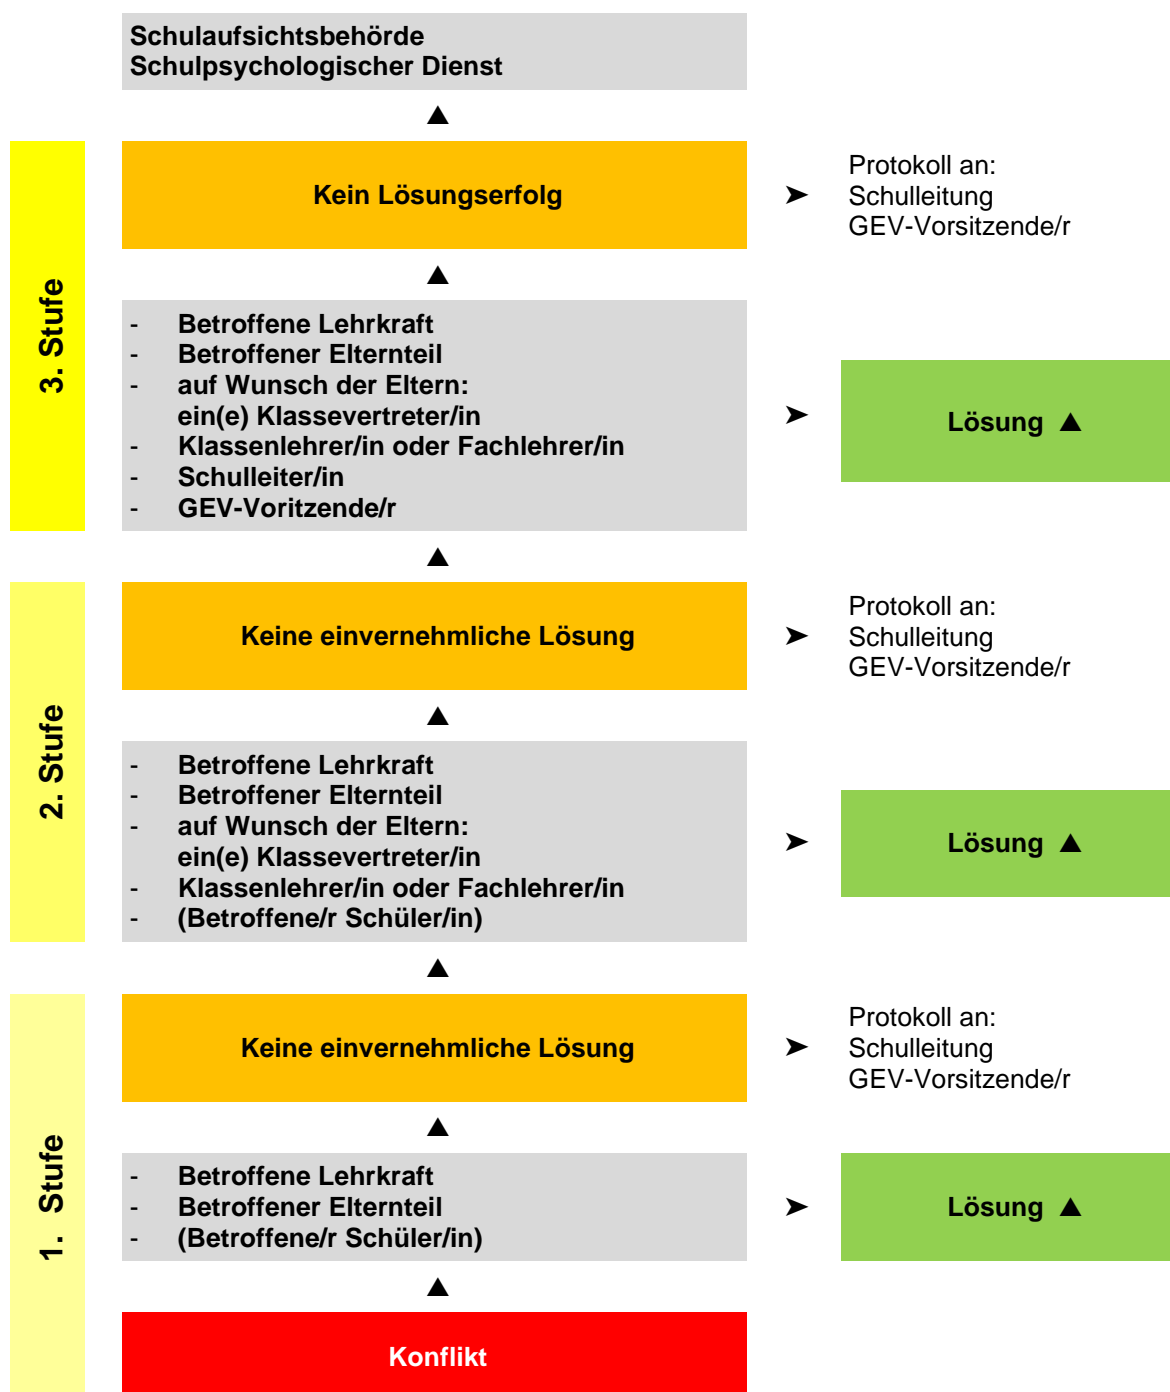 Schulaufsichtsbehörde
Schulpsychologischer Dienst
▲
3. Stufe
Kein Lösungserfolg
➤
Protokoll an:
Schulleitung
GEV-Vorsitzende/r
▲
- Betroffene Lehrkraft
- Betroffener Elternteil
- auf Wunsch der Eltern:
ein(e) Klassevertreter/in
- Klassenlehrer/in oder Fachlehrer/in
- Schulleiter/in
- GEV-Voritzende/r
➤
Lösung ▲
▲
2. Stufe
Keine einvernehmliche Lösung
➤
Protokoll an:
Schulleitung
GEV-Vorsitzende/r
▲
- Betroffene Lehrkraft
- Betroffener Elternteil
- auf Wunsch der Eltern:
ein(e) Klassevertreter/in
- Klassenlehrer/in oder Fachlehrer/in
- (Betroffene/r Schüler/in)
➤
Lösung ▲
▲
1. Stufe
Keine einvernehmliche Lösung
➤
Protokoll an:
Schulleitung
GEV-Vorsitzende/r
▲
- Betroffene Lehrkraft
- Betroffener Elternteil
- (Betroffene/r Schüler/in)
➤
Lösung ▲
▲
Konflikt